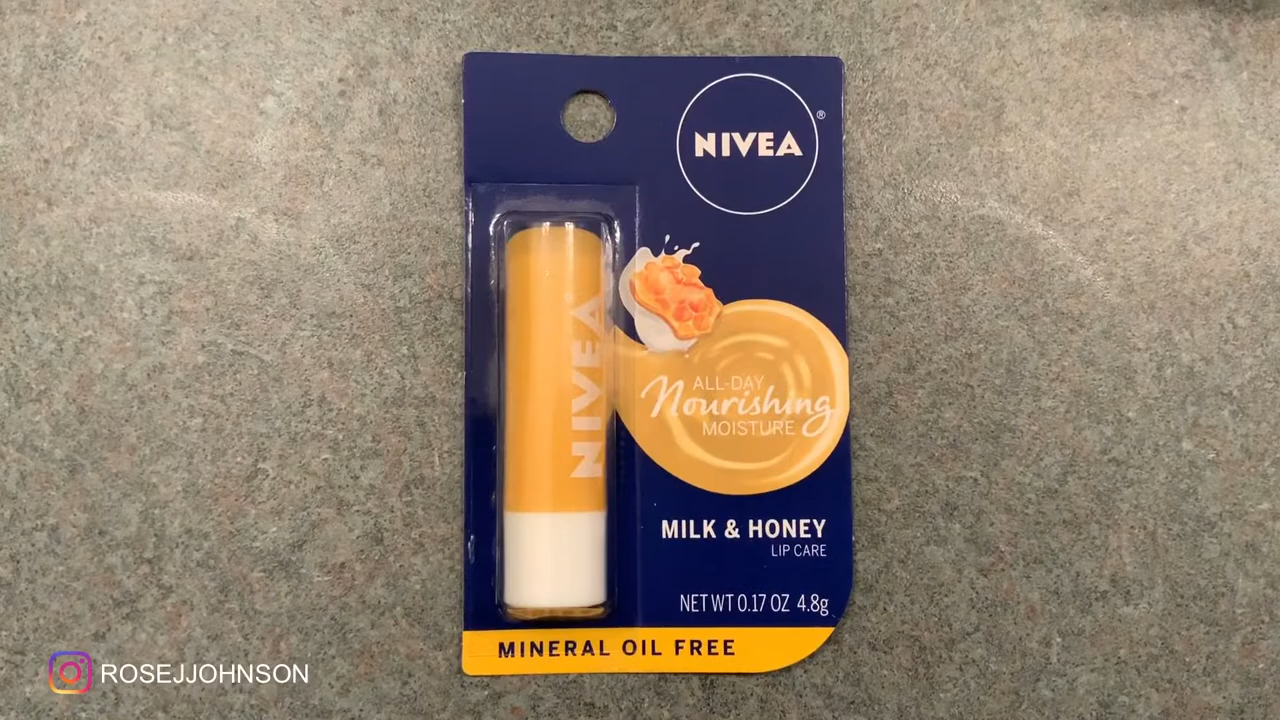 NIVEA
®
NIVEA
ALL-DAY
Nourishing
MOISTURE
MILK & HONEY
LIP CARE
NET WT 0.17 OZ 4.8g
MINERAL OIL FREE
ROSEJJOHNSON